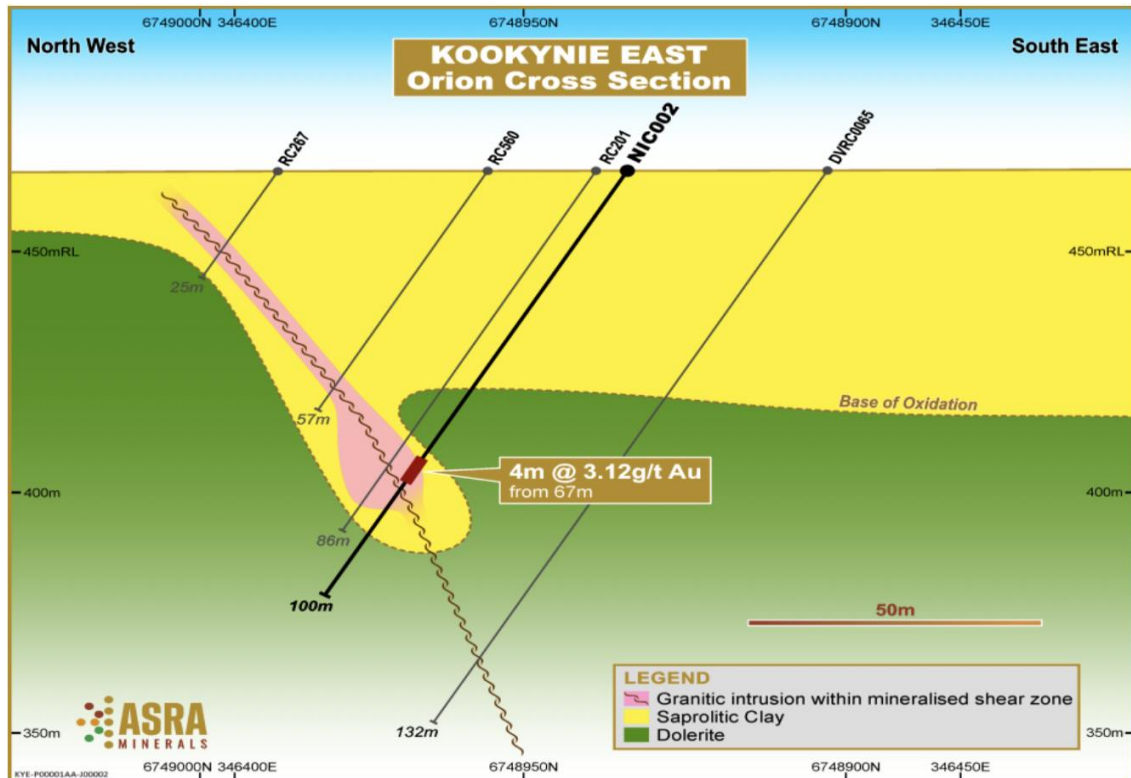 6749000N 346400E 6748950N 6748900N 346450E
North West
South East
KOOKYNIE EAST
Orion Cross Section
RC267
RC560
RC201
NIC002
DVRC0065
450mRL
450mRL
25m
57m
Base of Oxidation
4m @ 3.12g/t Au
from 67m
400m
400m
86m
100m
50m
LEGEND
Granitic intrusion within mineralised shear zone
Saprolitic Clay
Dolerite
ASRA
MINERALS
132m
350m
350m
KYE-P00001AA-J00002
6749000N 346400E 6748950N 6748900N 346450E